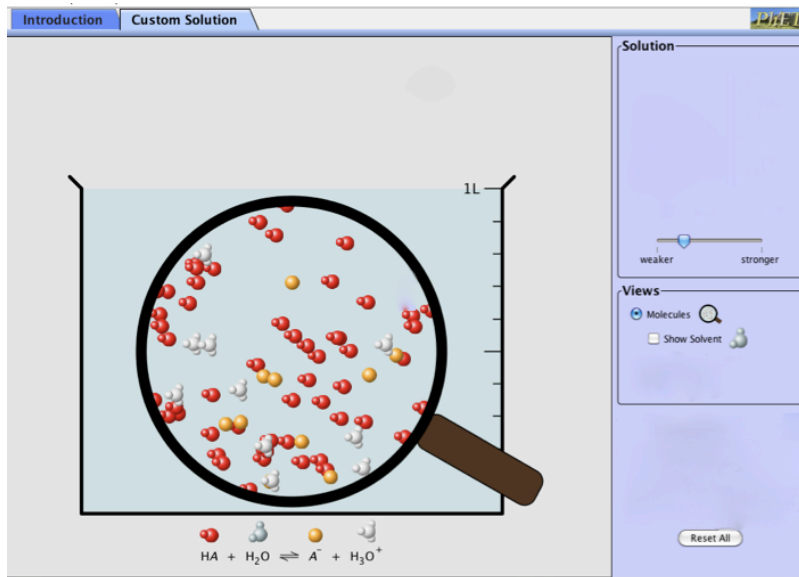 Introduction
Custom Solution
PhET
Solution
1L
weaker
stronger
Views
Molecules
Show Solvent
Reset All
HA + H₂O ⇌ A⁻ + H₃O⁺